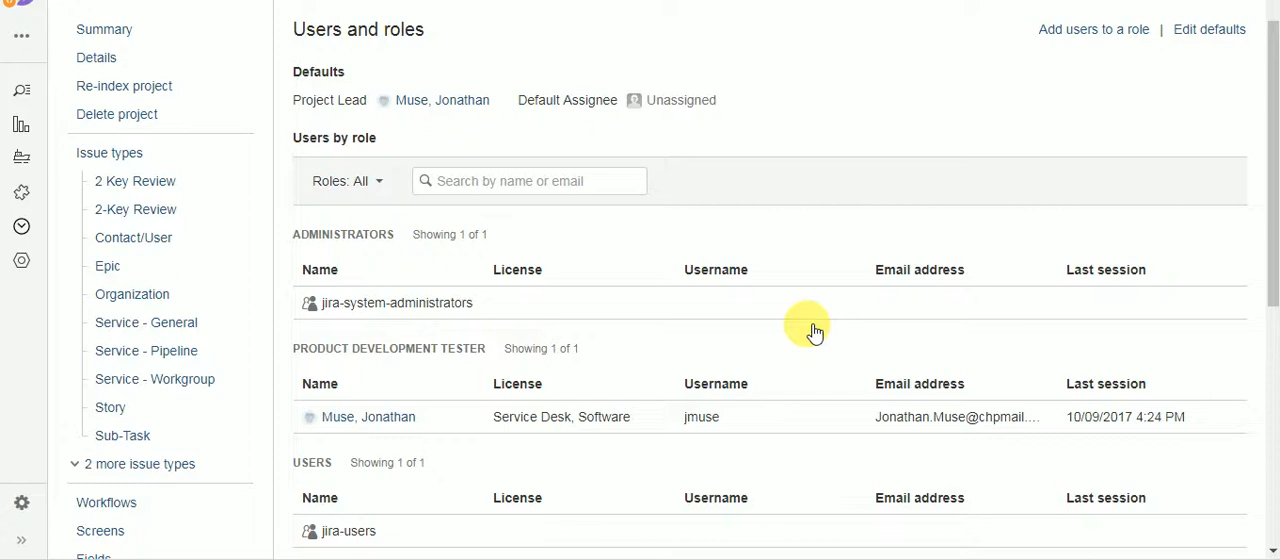 Summary
Details
Re-index project
Delete project
Issue types
2 Key Review
2-Key Review
Contact/User
Epic
Organization
Service - General
Service - Pipeline
Service - Workgroup
Story
Sub-Task
2 more issue types
Workflows
Screens
Fields
Users and roles
Add users to a role | Edit defaults
Defaults
Project Lead Muse, Jonathan Default Assignee Unassigned
Users by role
Roles: All Search by name or email
ADMINISTRATORS Showing 1 of 1
Name License Username Email address Last session
jira-system-administrators
PRODUCT DEVELOPMENT TESTER Showing 1 of 1
Name License Username Email address Last session
Muse, Jonathan Service Desk, Software jmuse Jonathan.Muse@chpmail.... 10/09/2017 4:24 PM
USERS Showing 1 of 1
Name License Username Email address Last session
jira-users